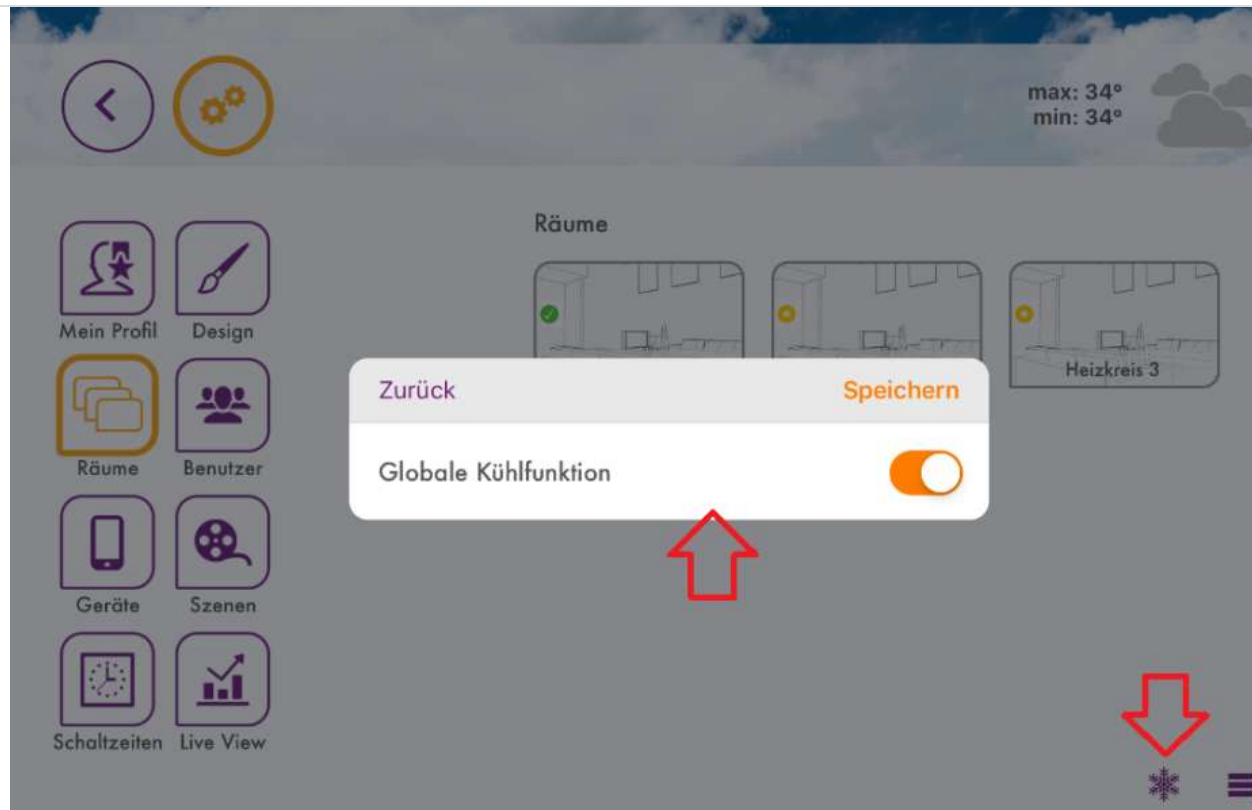 max: 34°
min: 34°
Räume
Mein Profil
Design
Heizkreis 3
Zurück
Speichern
Globale Kühlfunktion
Räume
Benutzer
Geräte
Szenen
Schaltzeiten
Live View